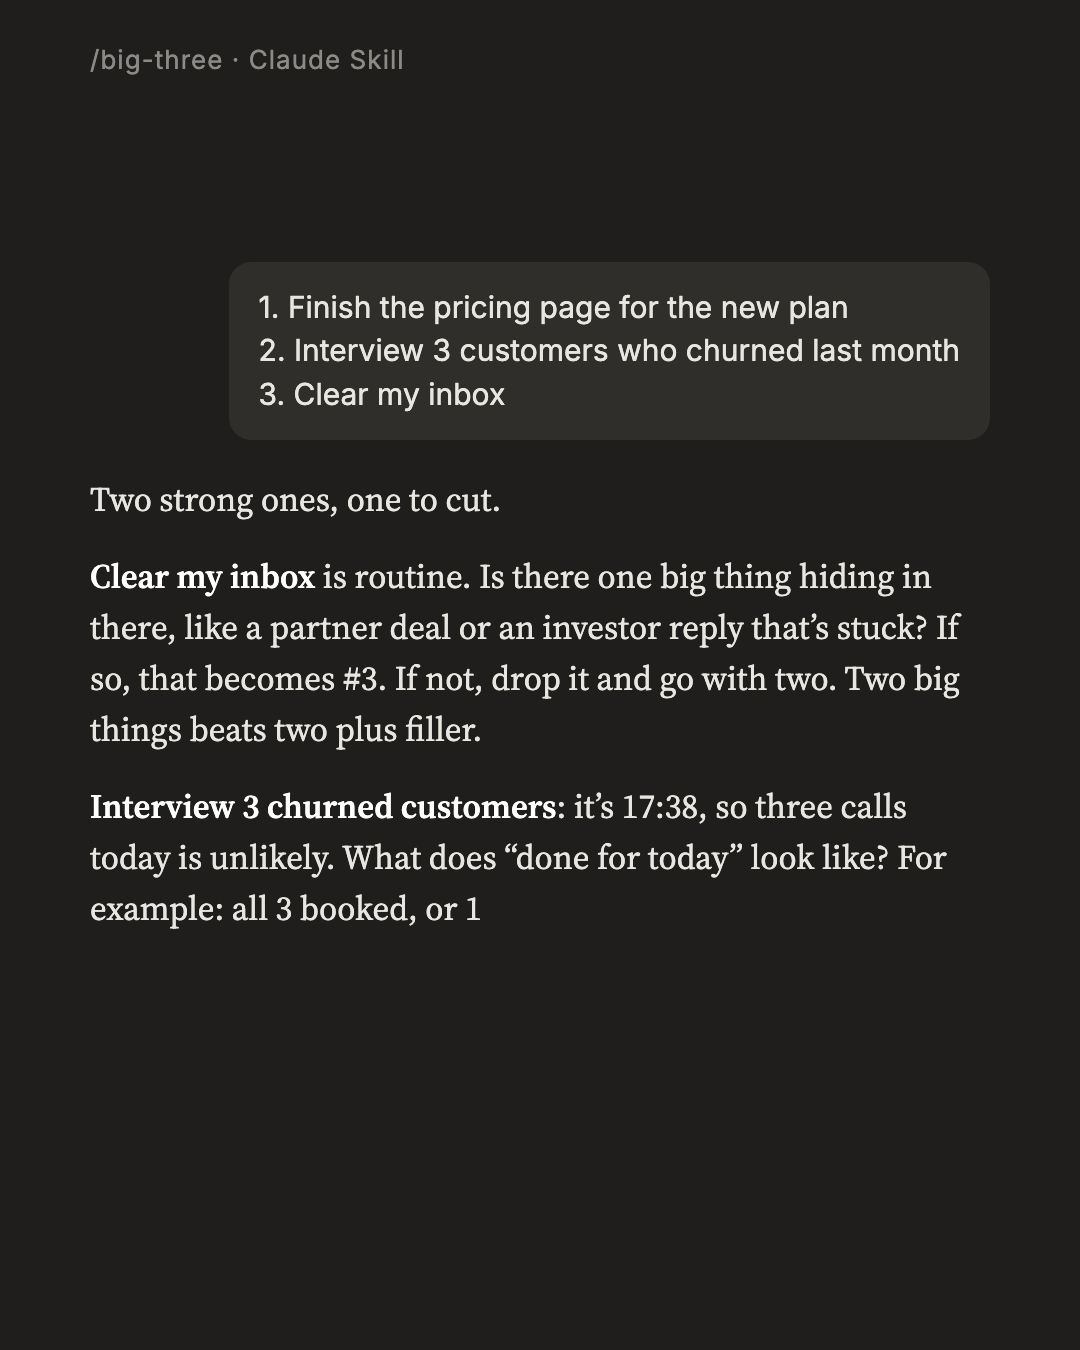 /big-three · Claude Skill
1. Finish the pricing page for the new plan
2. Interview 3 customers who churned last month
3. Clear my inbox
Two strong ones, one to cut.
Clear my inbox is routine. Is there one big thing hiding in
there, like a partner deal or an investor reply that’s stuck? If
so, that becomes #3. If not, drop it and go with two. Two big
things beats two plus filler.
Interview 3 churned customers: it’s 17:38, so three calls
today is unlikely. What does “done for today” look like? For
example: all 3 booked, or 1